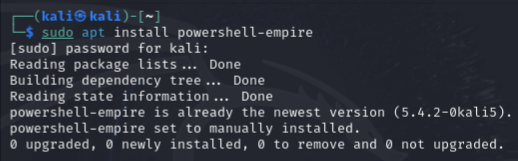 ┌──(kali㉿kali)-[~]
└─$ sudo apt install powershell-empire
[sudo] password for kali:
Reading package lists... Done
Building dependency tree... Done
Reading state information... Done
powershell-empire is already the newest version (5.4.2-0kali5).
powershell-empire set to manually installed.
0 upgraded, 0 newly installed, 0 to remove and 0 not upgraded.